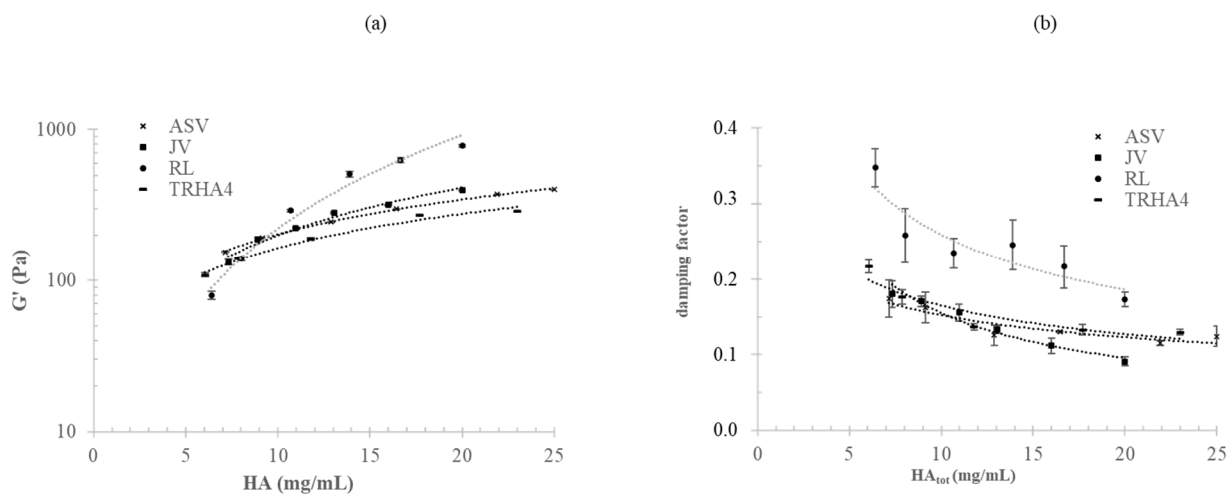 (a)
1000
100
10
G' (Pa)
ASV
JV
RL
TRHA4
0 5 10 15 20 25
HA (mg/mL)
(b)
0.4
0.3
0.2
0.1
0.0
damping factor
ASV
JV
RL
TRHA4
0 5 10 15 20 25
HAtot (mg/mL)